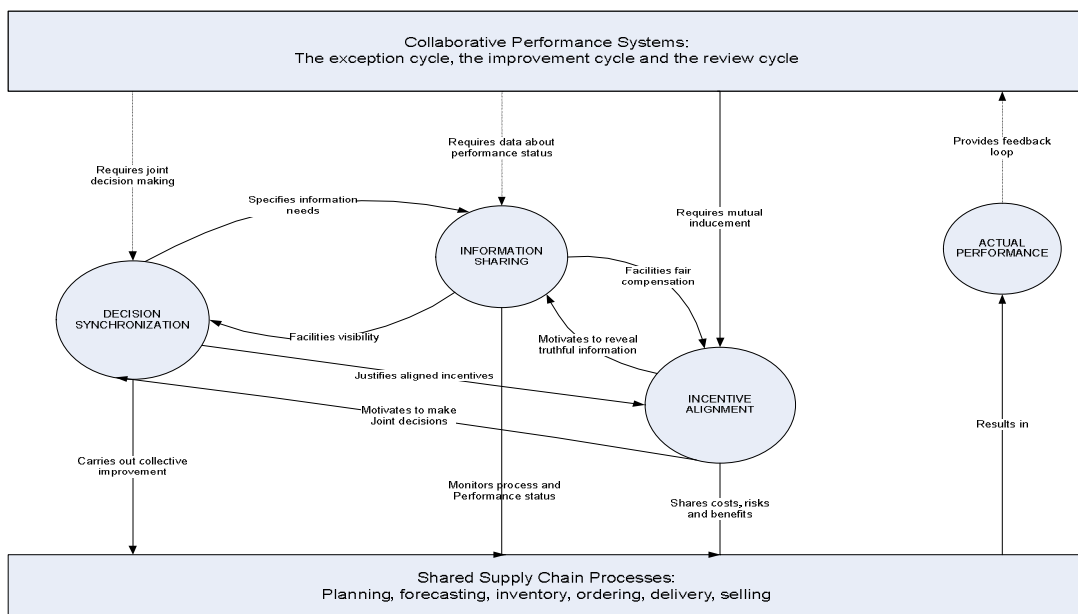 Collaborative Performance Systems:
The exception cycle, the improvement cycle and the review cycle
Requires joint
decision making
Requires data about
performance status
Provides feedback
loop
Specifies information
needs
Requires mutual
inducement
INFORMATION
SHARING
ACTUAL
PERFORMANCE
Facilities fair
compensation
DECISION
SYNCHRONIZATION
Facilities visibility
Motivates to reveal
truthful information
Justifies aligned incentives
INCENTIVE
ALIGNMENT
Motivates to make
Joint decisions
Results in
Carries out collective
improvement
Monitors process and
Performance status
Shares costs, risks
and benefits
Shared Supply Chain Processes:
Planning, forecasting, inventory, ordering, delivery, selling